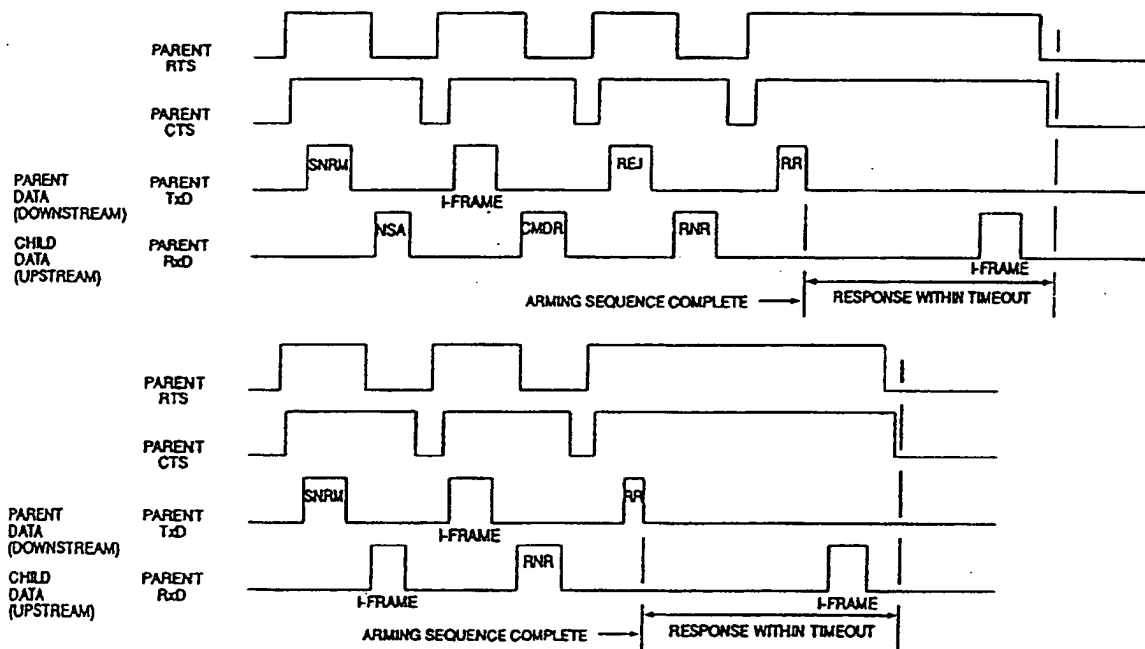 PARENT
RTS
PARENT
CTS
SNRM
REJ
RR
PARENT
DATA
(DOWNSTREAM)
PARENT
TxD
I-FRAME
CHILD
DATA
(UPSTREAM)
PARENT
RxD
NSA
CMDR
RNR
I-FRAME
ARMING SEQUENCE COMPLETE
RESPONSE WITHIN TIMEOUT
PARENT
RTS
PARENT
CTS
SNRM
RR
PARENT
DATA
(DOWNSTREAM)
PARENT
TxD
I-FRAME
CHILD
DATA
(UPSTREAM)
PARENT
RxD
RNR
I-FRAME
I-FRAME
ARMING SEQUENCE COMPLETE
RESPONSE WITHIN TIMEOUT